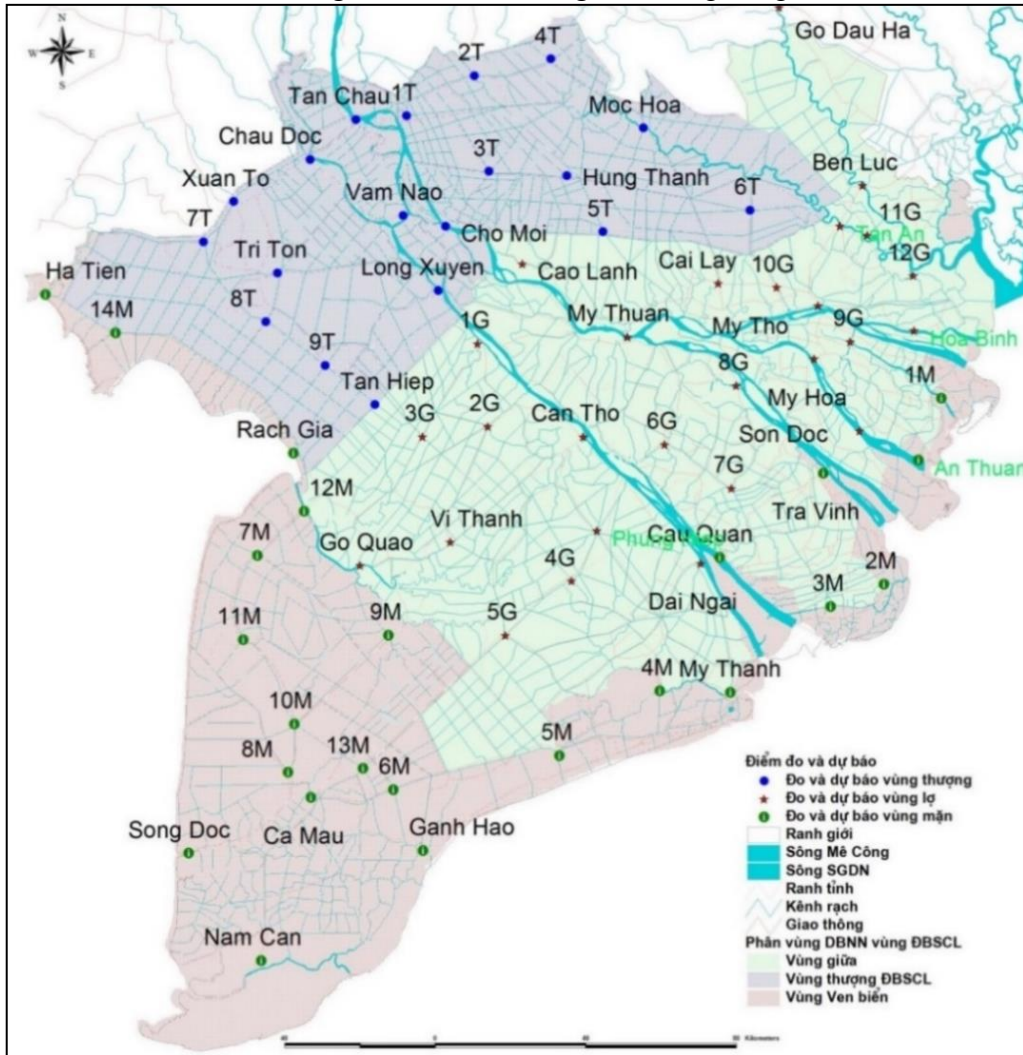 N
W E
S
Go Dau Ha
2T
4T
Tan Chau
1T
Moc Hoa
Chau Doc
3T
Ben Luc
Xuan To
Vam Nao
Hung Thanh
6T
7T
5T
11G
Tan An
Tri Ton
Cho Moi
12G
Ha Tien
Long Xuyen
Cao Lanh
Cai Lay
10G
14M
8T
1G
My Thuan
My Tho
9G
Hoa Binh
9T
8G
1M
Tan Hiep
My Hoa
3G
2G
Can Tho
6G
Son Doc
Rach Gia
7G
An Thuan
12M
Vi Thanh
Tra Vinh
7M
Go Quao
Cau Quan
4G
2M
3M
11M
9M
5G
Dai Ngai
4M
My Thanh
10M
5M
8M
13M
6M
Song Doc
Ca Mau
Ganh Hao
Nam Can
Điểm đo và dự báo
Đo và dự báo vùng thượng
Đo và dự báo vùng lợ
Đo và dự báo vùng mặn
Ranh giới
Sông Mê Công
Sông SGDN
Ranh tỉnh
Kênh rạch
Giao thông
Phân vùng DBNN vùng ĐBSCL
Vùng giữa
Vùng thượng ĐBSCL
Vùng Ven biển
Kilometers